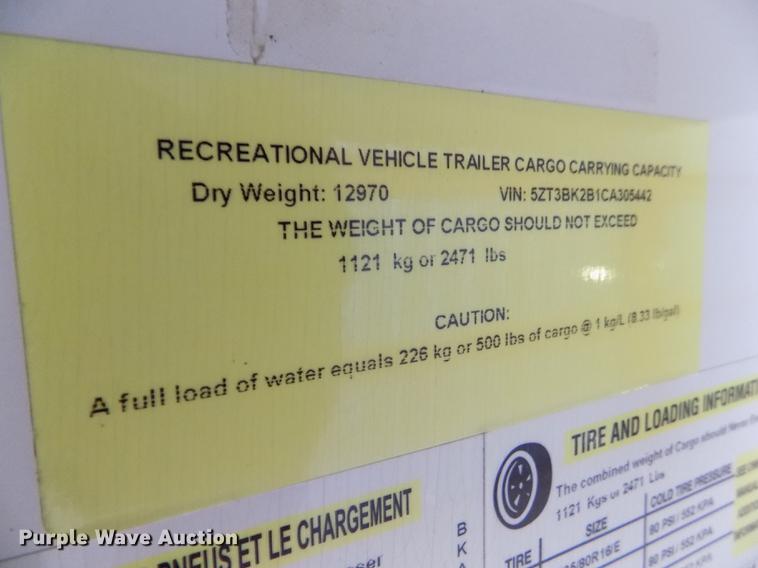 RECREATIONAL VEHICLE TRAILER CARGO CARRYING CAPACITY
Dry Weight: 12970 VIN: 5ZT3BK2B1CA305442
THE WEIGHT OF CARGO SHOULD NOT EXCEED
1121 kg or 2471 lbs
CAUTION:
A full load of water equals 226 kg or 500 lbs of cargo @ 1 kg/L (8.33 lb/gal)
TIRE AND LOADING INFORMATI
The combined weight of Cargo should Never
1121 Kgs or 2471 Lbs
SIZE COLD TIRE PRESSURE
TIRE 80R16/E 80 PSI / 552 KPA
80 PSI / 552 KPA
PNEUS ET LE CHARGEMENT
B
K
Purple Wave Auction